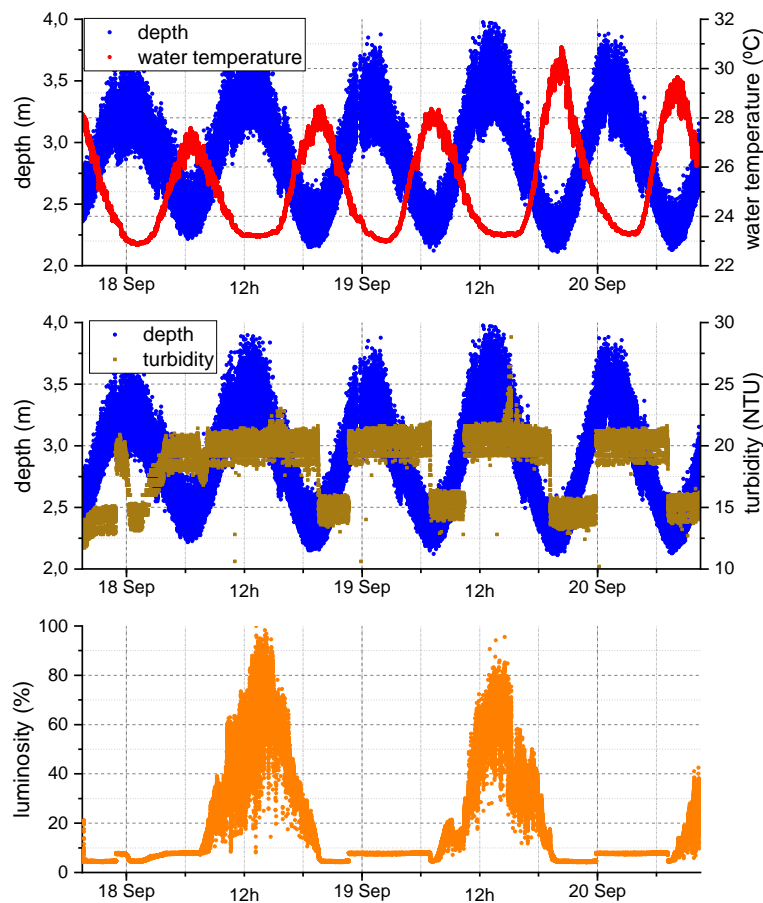 4,0
3,5
3,0
2,5
2,0
depth (m)
depth
water temperature
32
30
28
26
24
22
water temperature (ºC)
18 Sep
12h
19 Sep
12h
20 Sep
4,0
3,5
3,0
2,5
2,0
depth (m)
depth
turbidity
30
25
20
15
10
turbidity (NTU)
18 Sep
12h
19 Sep
12h
20 Sep
100
80
60
40
20
0
luminosity (%)
18 Sep
12h
19 Sep
12h
20 Sep